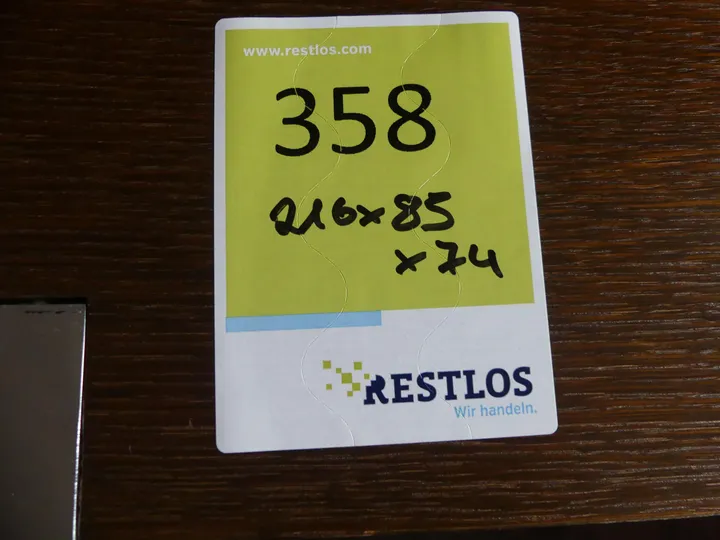 www.restlos.com
358
216x85
x74
RESTLOS
Wir handeln.